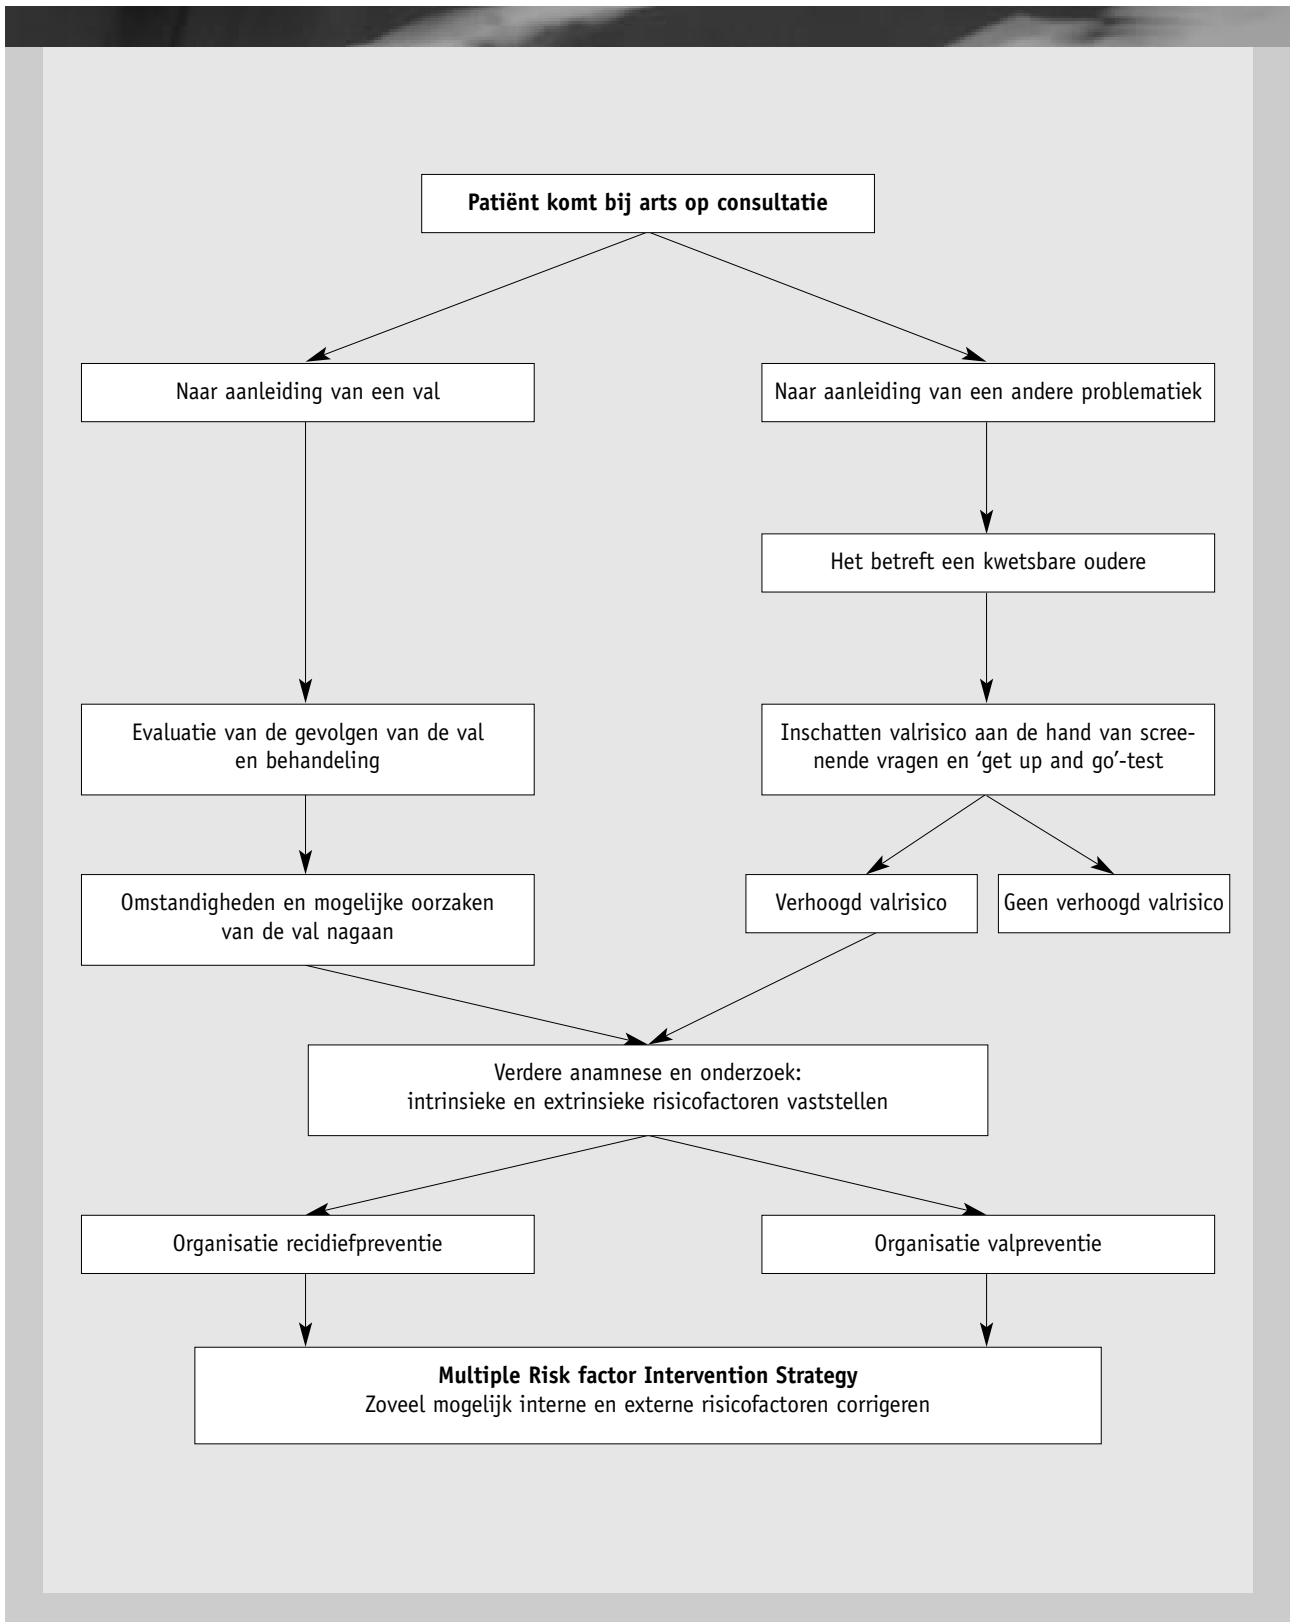 Patiënt komt bij arts op consultatie
Naar aanleiding van een val
Naar aanleiding van een andere problematiek
Het betreft een kwetsbare oudere
Evaluatie van de gevolgen van de val
en behandeling
Inschatten valrisico aan de hand van scree-
nende vragen en ‘get up and go’-test
Omstandigheden en mogelijke oorzaken
van de val nagaan
Verhoogd valrisico
Geen verhoogd valrisico
Verdere anamnese en onderzoek:
intrinsieke en extrinsieke risicofactoren vaststellen
Organisatie recidiefpreventie
Organisatie valpreventie
Multiple Risk factor Intervention Strategy
Zoveel mogelijk interne en externe risicofactoren corrigeren